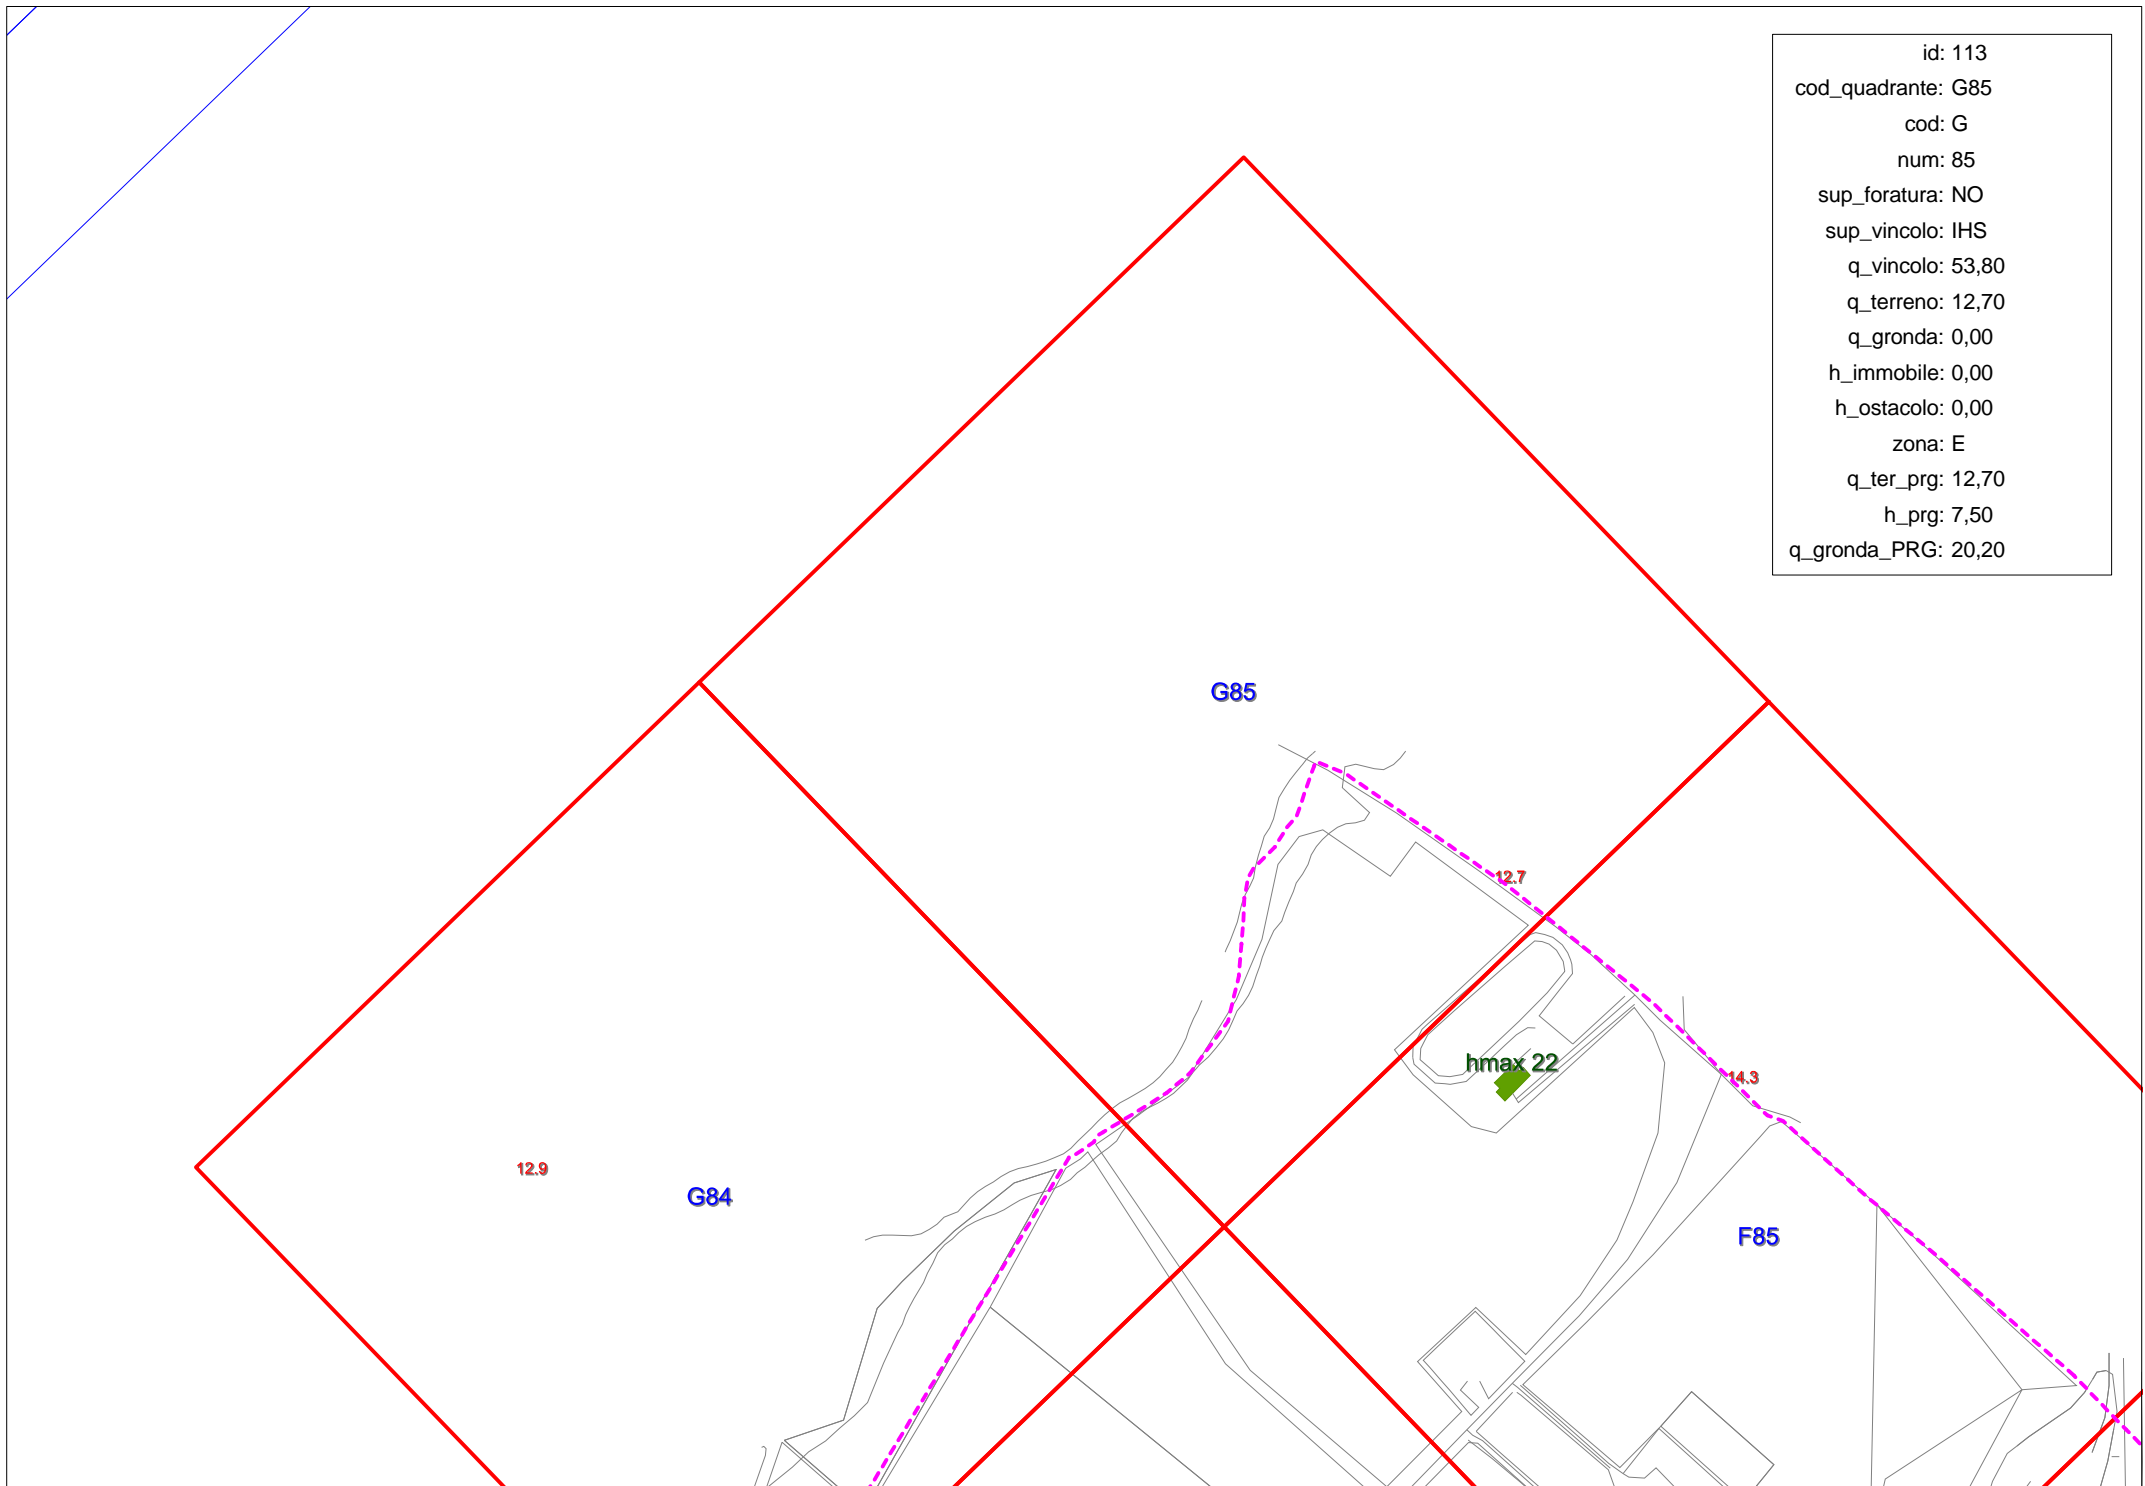 id: 113
cod_quadrante: G85
cod: G
num: 85
sup_foratura: NO
sup_vincolo: IHS
q_vincolo: 53,80
q_terreno: 12,70
q_gronda: 0,00
h_immobile: 0,00
h_ostacolo: 0,00
zona: E
q_ter_prg: 12,70
h_prg: 7,50
q_gronda_PRG: 20,20
G85
12.7
hmax 22
14.3
12.9
G84
F85